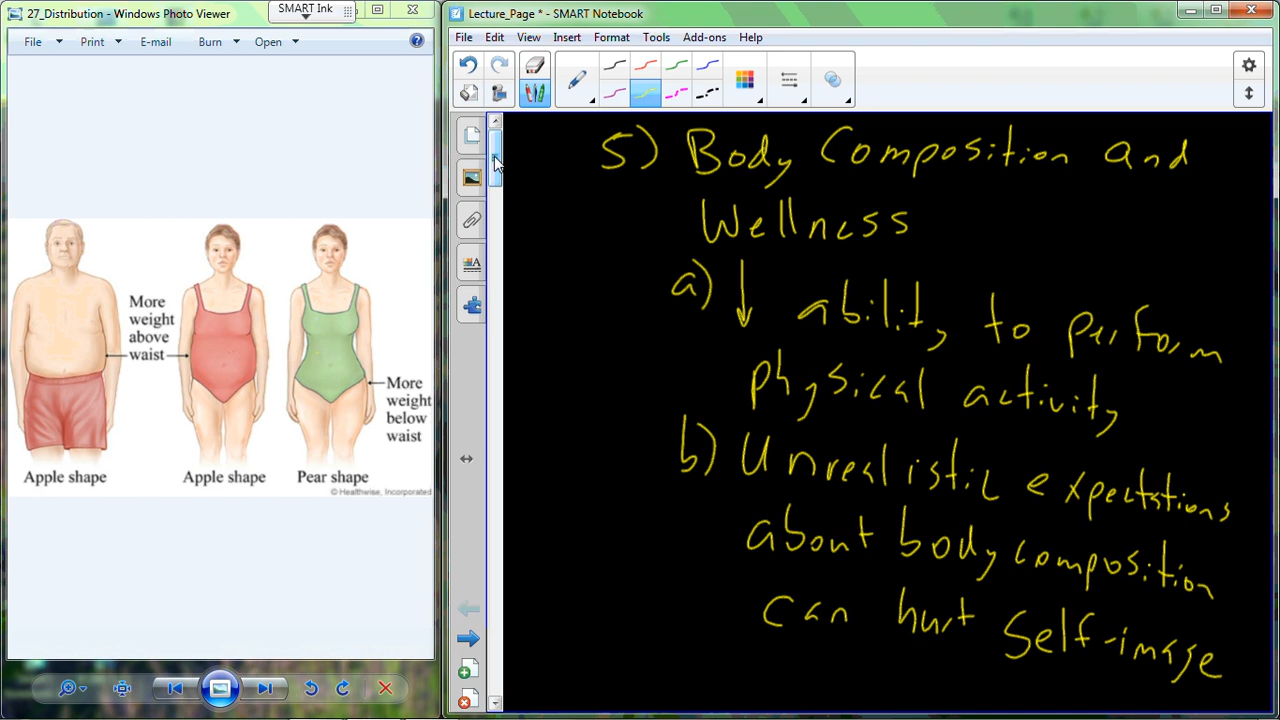 27_Distribution - Windows Photo Viewer
SMART Ink
File Print E-mail Burn Open
More
weight
above
waist
More
weight
below
waist
Apple shape Apple shape Pear shape
© Healthwise, Incorporated
Lecture_Page * - SMART Notebook
File Edit View Insert Format Tools Add-ons Help
5) Body Composition and
Wellness
a) ↓ ability to perform
physical activity
b) Unrealistic expectations
about body composition
can hurt self-image